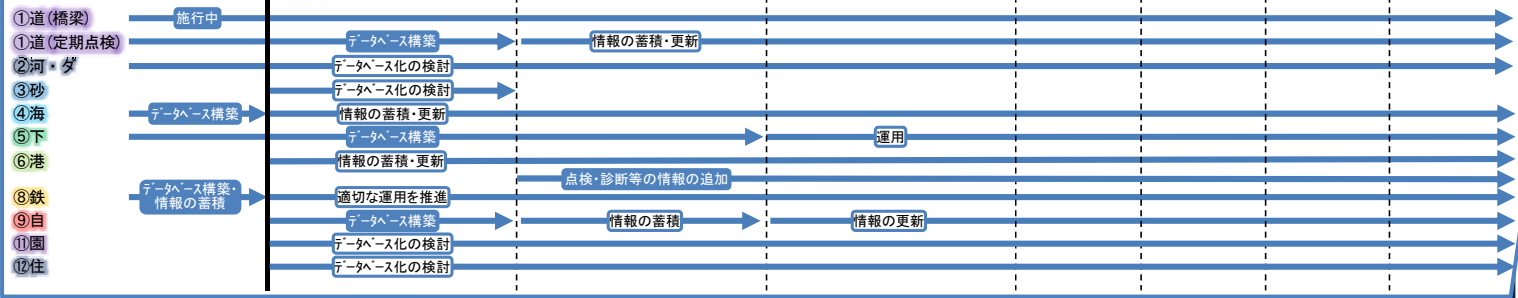 ①道(橋梁) 施行中
①道(定期点検) データベース構築 情報の蓄積・更新
②河・ダ データベース化の検討
③砂 データベース化の検討
④海 データベース構築 情報の蓄積・更新
⑤下 データベース構築 運用
⑥港 情報の蓄積・更新
点検・診断等の情報の追加
⑧鉄 データベース構築・
情報の蓄積 適切な運用を推進
⑨自 データベース構築 情報の蓄積 情報の更新
⑪園 データベース化の検討
⑫住 データベース化の検討